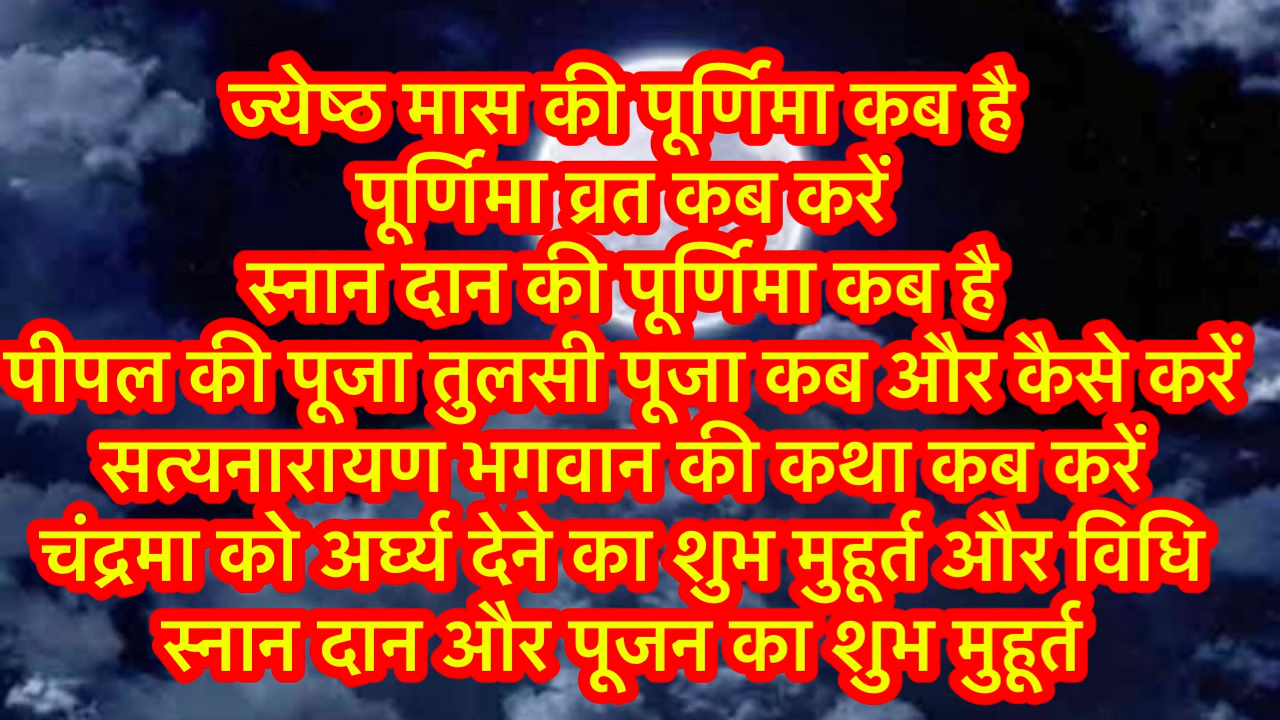 ज्येष्ठ मास की पूर्णिमा कब है
पूर्णिमा व्रत कब करें
स्नान दान की पूर्णिमा कब है
पीपल की पूजा तुलसी पूजा कब और कैसे करें
सत्यनारायण भगवान की कथा कब करें
चंद्रमा को अर्घ्य देने का शुभ मुहूर्त और विधि
स्नान दान और पूजन का शुभ मुहूर्त